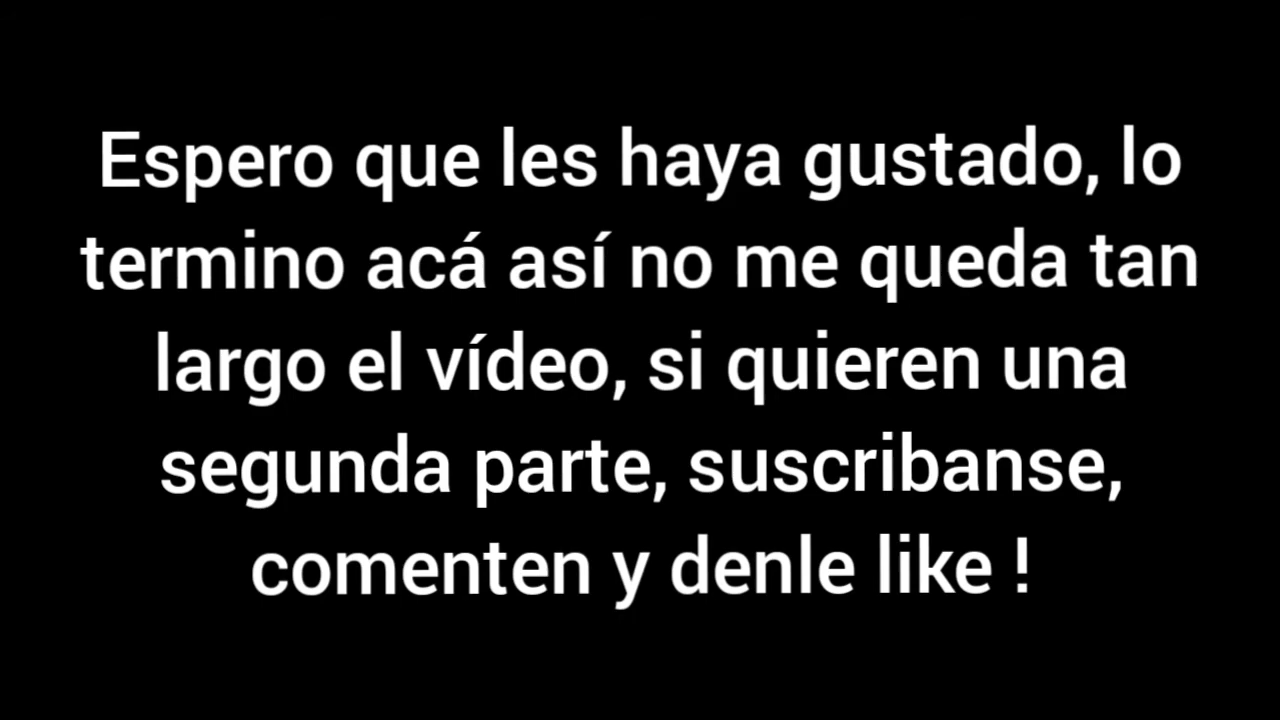 Espero que les haya gustado, lo
termino acá así no me queda tan
largo el vídeo, si quieren una
segunda parte, suscribanse,
comenten y denle like !